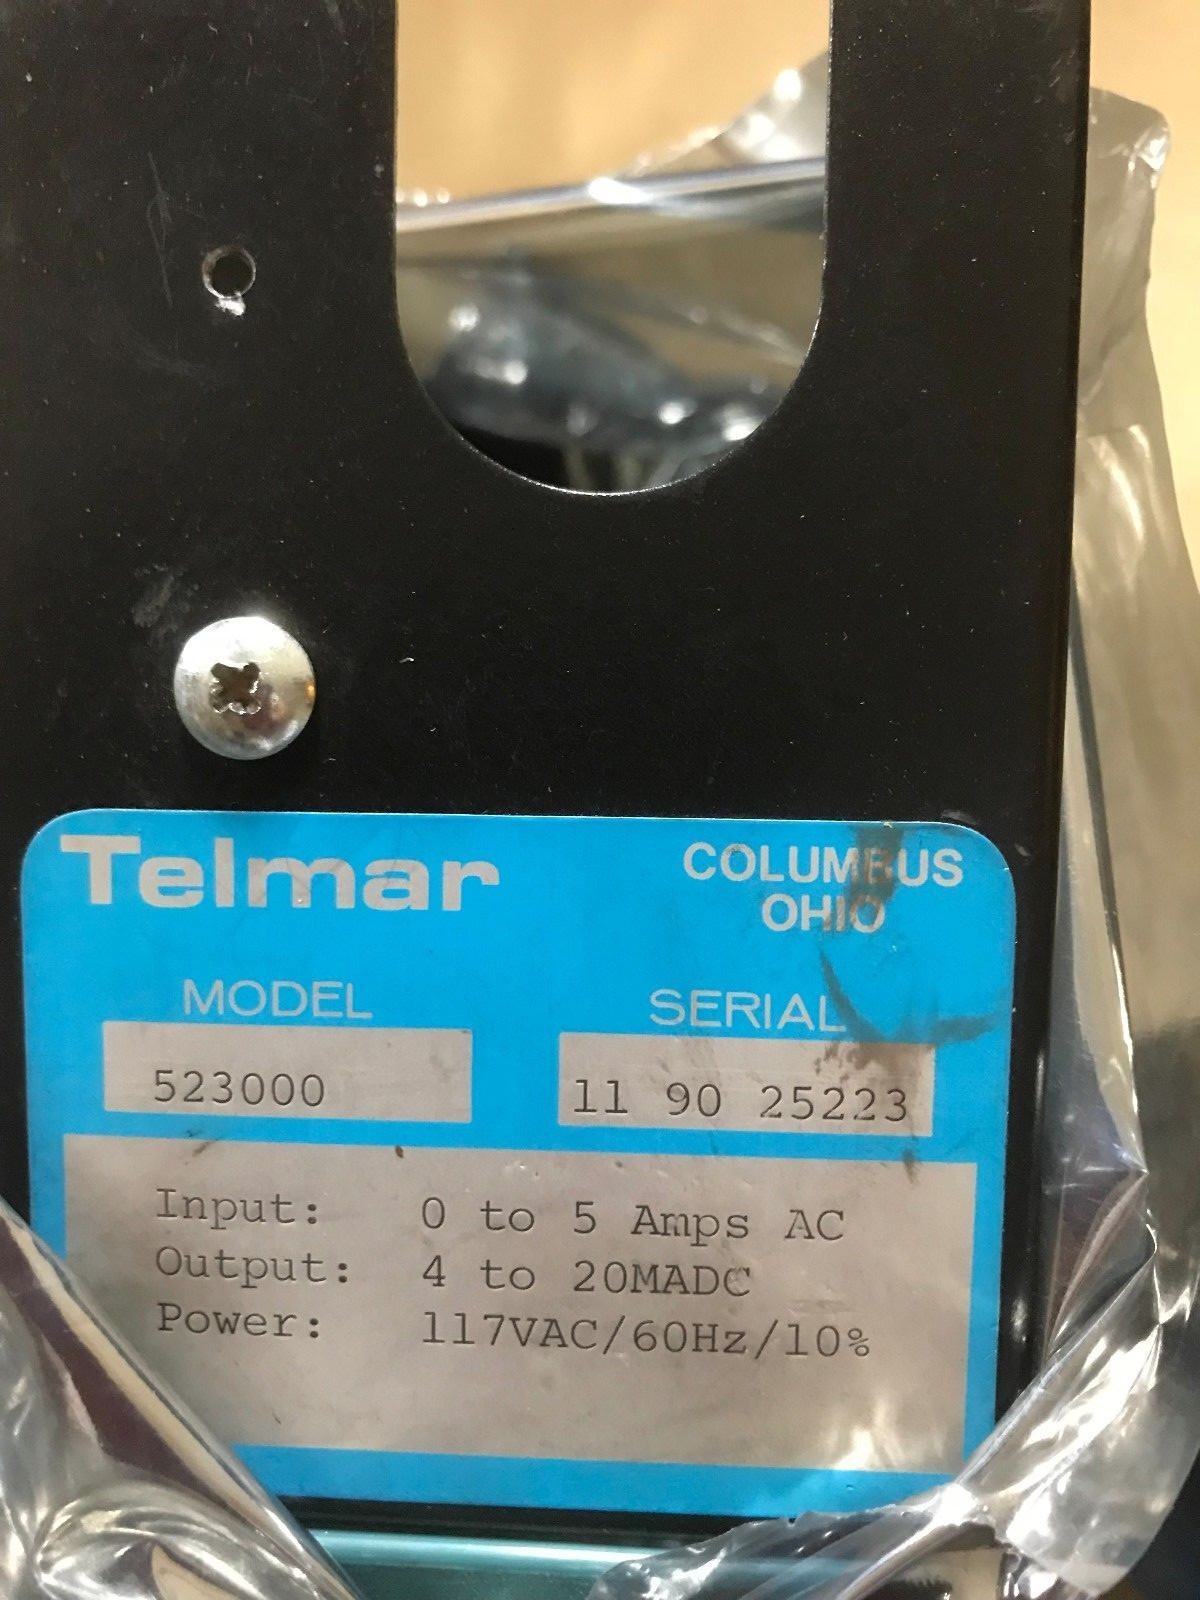 Telmar
COLUMBUS
OHIO
MODEL
SERIAL
523000
11 90 25223
Input: 0 to 5 Amps AC
Output: 4 to 20MADC
Power: 117VAC/60Hz/10%